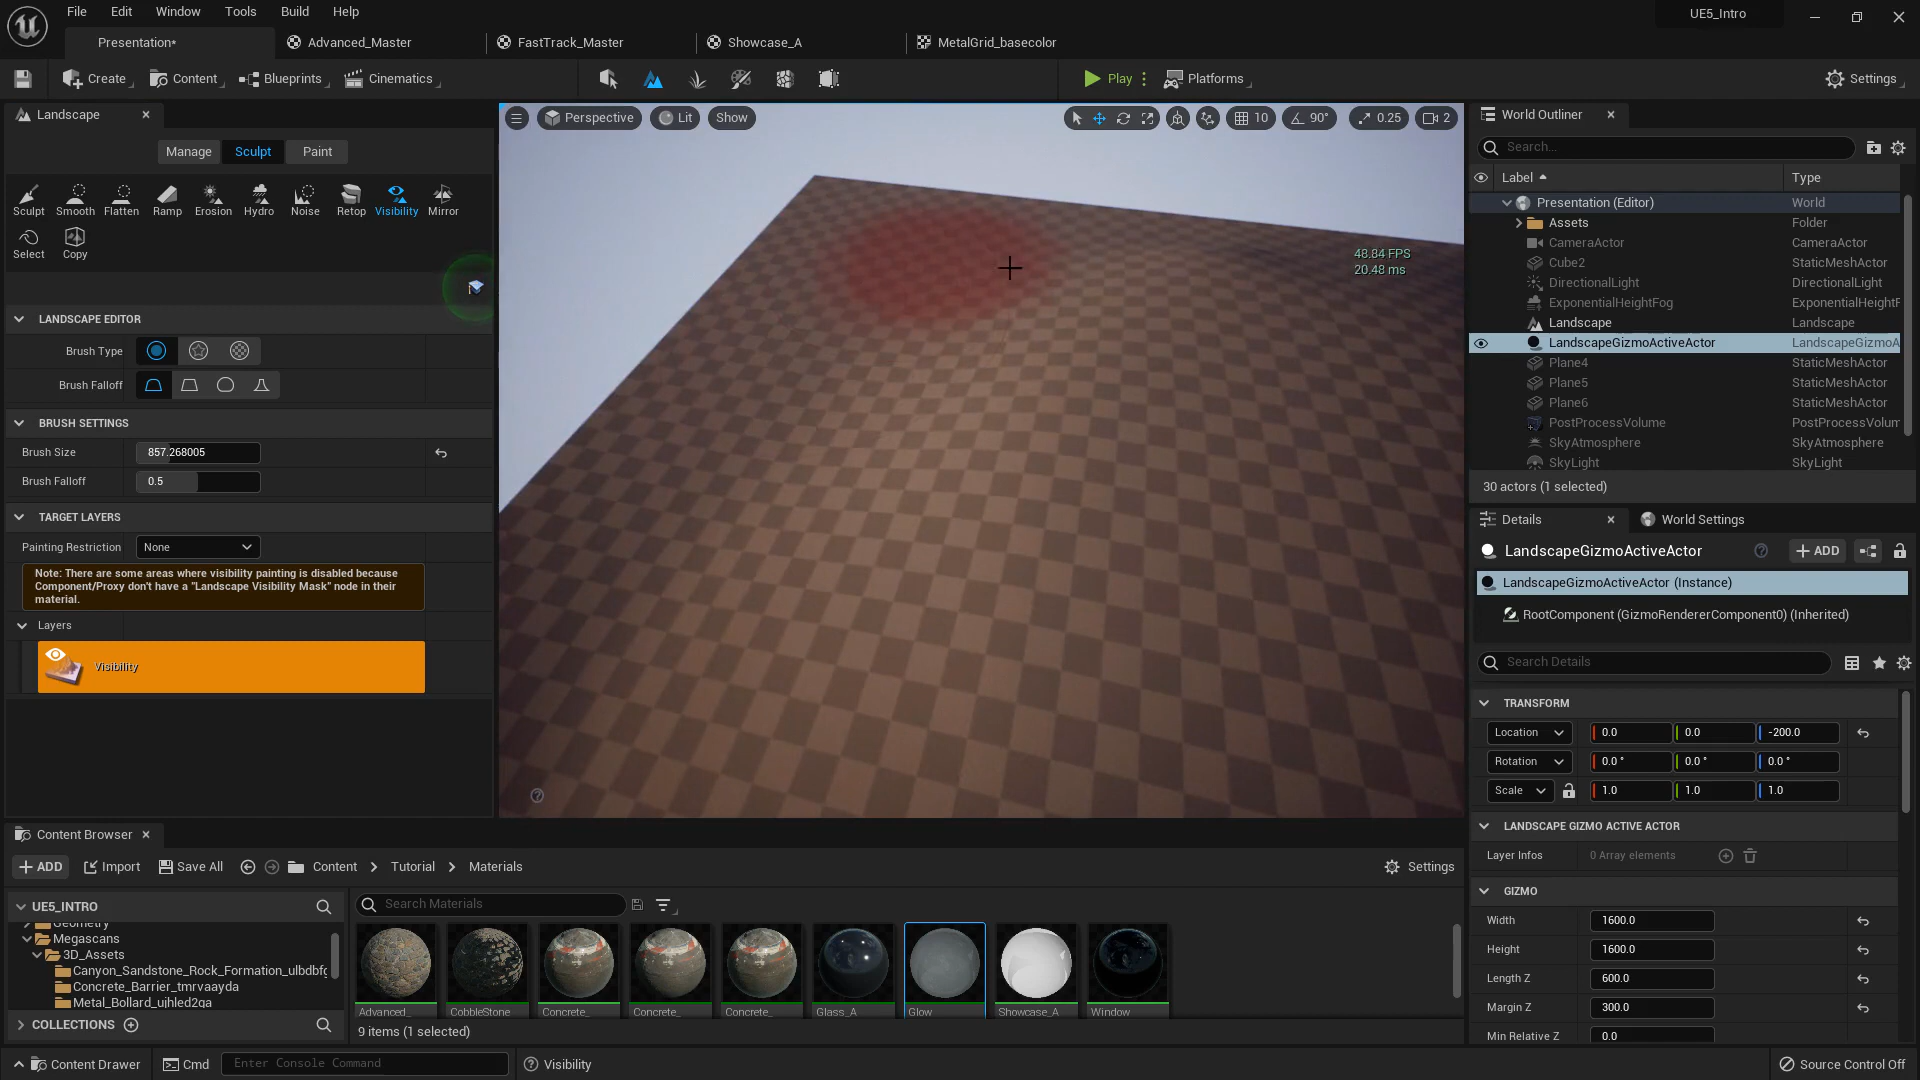 File Edit Window Tools Build Help
UE5_Intro
Presentation* Advanced_Master FastTrack_Master Showcase_A MetalGrid_basecolor
Create Content Blueprints Cinematics Play Platforms Settings
Landscape
Manage Sculpt Paint
Sculpt Smooth Flatten Ramp Erosion Hydro Noise Retop Visibility Mirror
Select Copy
LANDSCAPE EDITOR
Brush Type
Brush Falloff
BRUSH SETTINGS
Brush Size 857.268005
Brush Falloff 0.5
TARGET LAYERS
Painting Restriction None
Note: There are some areas where visibility painting is disabled because
Component/Proxy don't have a "Landscape Visibility Mask" node in their
material.
Layers
Visibility
Perspective Lit Show 10 90° 0.25 2
48.84 FPS
20.48 ms
World Outliner
Search...
Label Type
Presentation (Editor) World
Assets Folder
CameraActor CameraActor
Cube2 StaticMeshActor
DirectionalLight DirectionalLight
ExponentialHeightFog ExponentialHeightF
Landscape Landscape
LandscapeGizmoActiveActor LandscapeGizmoA
Plane4 StaticMeshActor
Plane5 StaticMeshActor
Plane6 StaticMeshActor
PostProcessVolume PostProcessVolum
SkyAtmosphere SkyAtmosphere
SkyLight SkyLight
30 actors (1 selected)
Details World Settings
LandscapeGizmoActiveActor ADD
LandscapeGizmoActiveActor (Instance)
RootComponent (GizmoRendererComponent0) (Inherited)
Search Details
TRANSFORM
Location 0.0 0.0 -200.0
Rotation 0.0 ° 0.0 ° 0.0 °
Scale 1.0 1.0 1.0
LANDSCAPE GIZMO ACTIVE ACTOR
Layer Infos 0 Array elements
GIZMO
Width 1600.0
Height 1600.0
Length Z 600.0
Margin Z 300.0
Min Relative Z 0.0
Content Browser
ADD Import Save All Content Tutorial Materials Settings
UE5_INTRO
Geometry
Megascans
3D_Assets
Canyon_Sandstone_Rock_Formation_ulbdbfg
Concrete_Barrier_tmrvaayda
Metal_Bollard_ujhled2qa
COLLECTIONS
Search Materials
Advanced_ CobbleStone Concrete_ Concrete_ Concrete_ Glass_A Glow Showcase_A Window
9 items (1 selected)
Content Drawer Cmd Enter Console Command Visibility Source Control Off